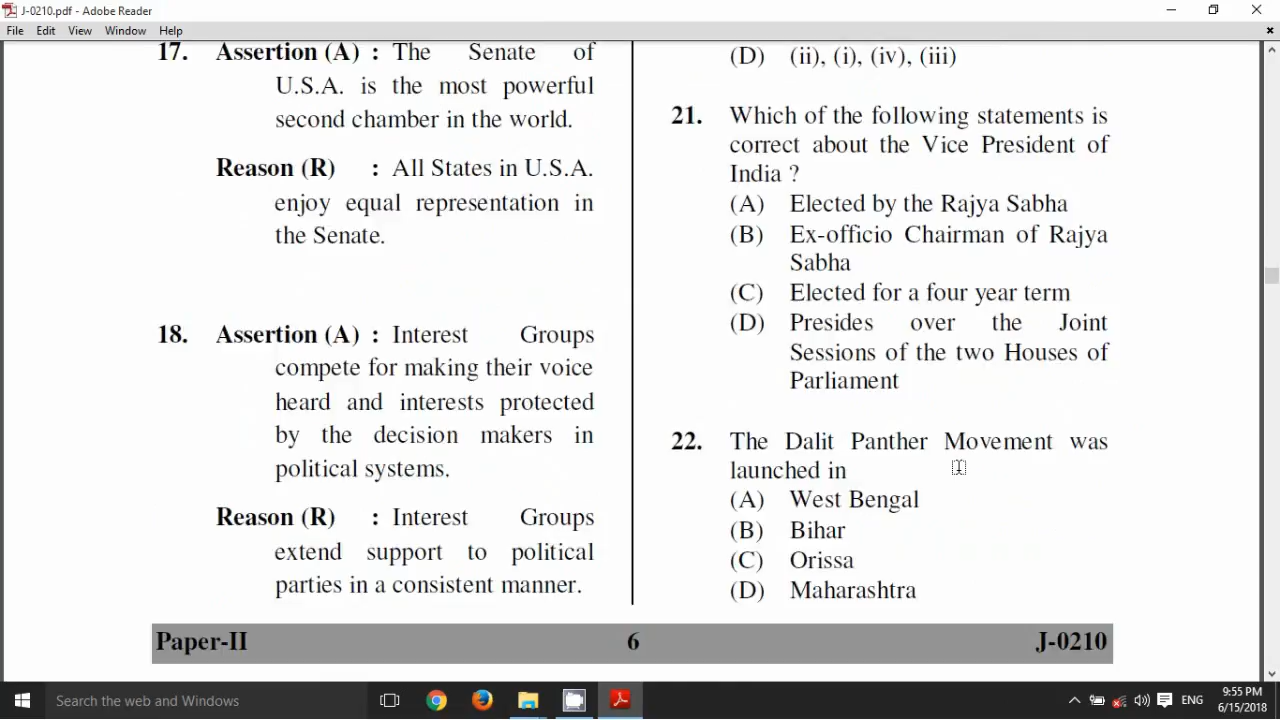 J-0210.pdf - Adobe Reader
File Edit View Window Help
17. Assertion (A) : The Senate of
U.S.A. is the most powerful
second chamber in the world.
Reason (R) : All States in U.S.A.
enjoy equal representation in
the Senate.
18. Assertion (A) : Interest Groups
compete for making their voice
heard and interests protected
by the decision makers in
political systems.
Reason (R) : Interest Groups
extend support to political
parties in a consistent manner.
(D) (ii), (i), (iv), (iii)
21. Which of the following statements is
correct about the Vice President of
India ?
(A) Elected by the Rajya Sabha
(B) Ex-officio Chairman of Rajya
Sabha
(C) Elected for a four year term
(D) Presides over the Joint
Sessions of the two Houses of
Parliament
22. The Dalit Panther Movement was
launched in
(A) West Bengal
(B) Bihar
(C) Orissa
(D) Maharashtra
Paper-II 6 J-0210
Search the web and Windows
ENG
9:55 PM
6/15/2018